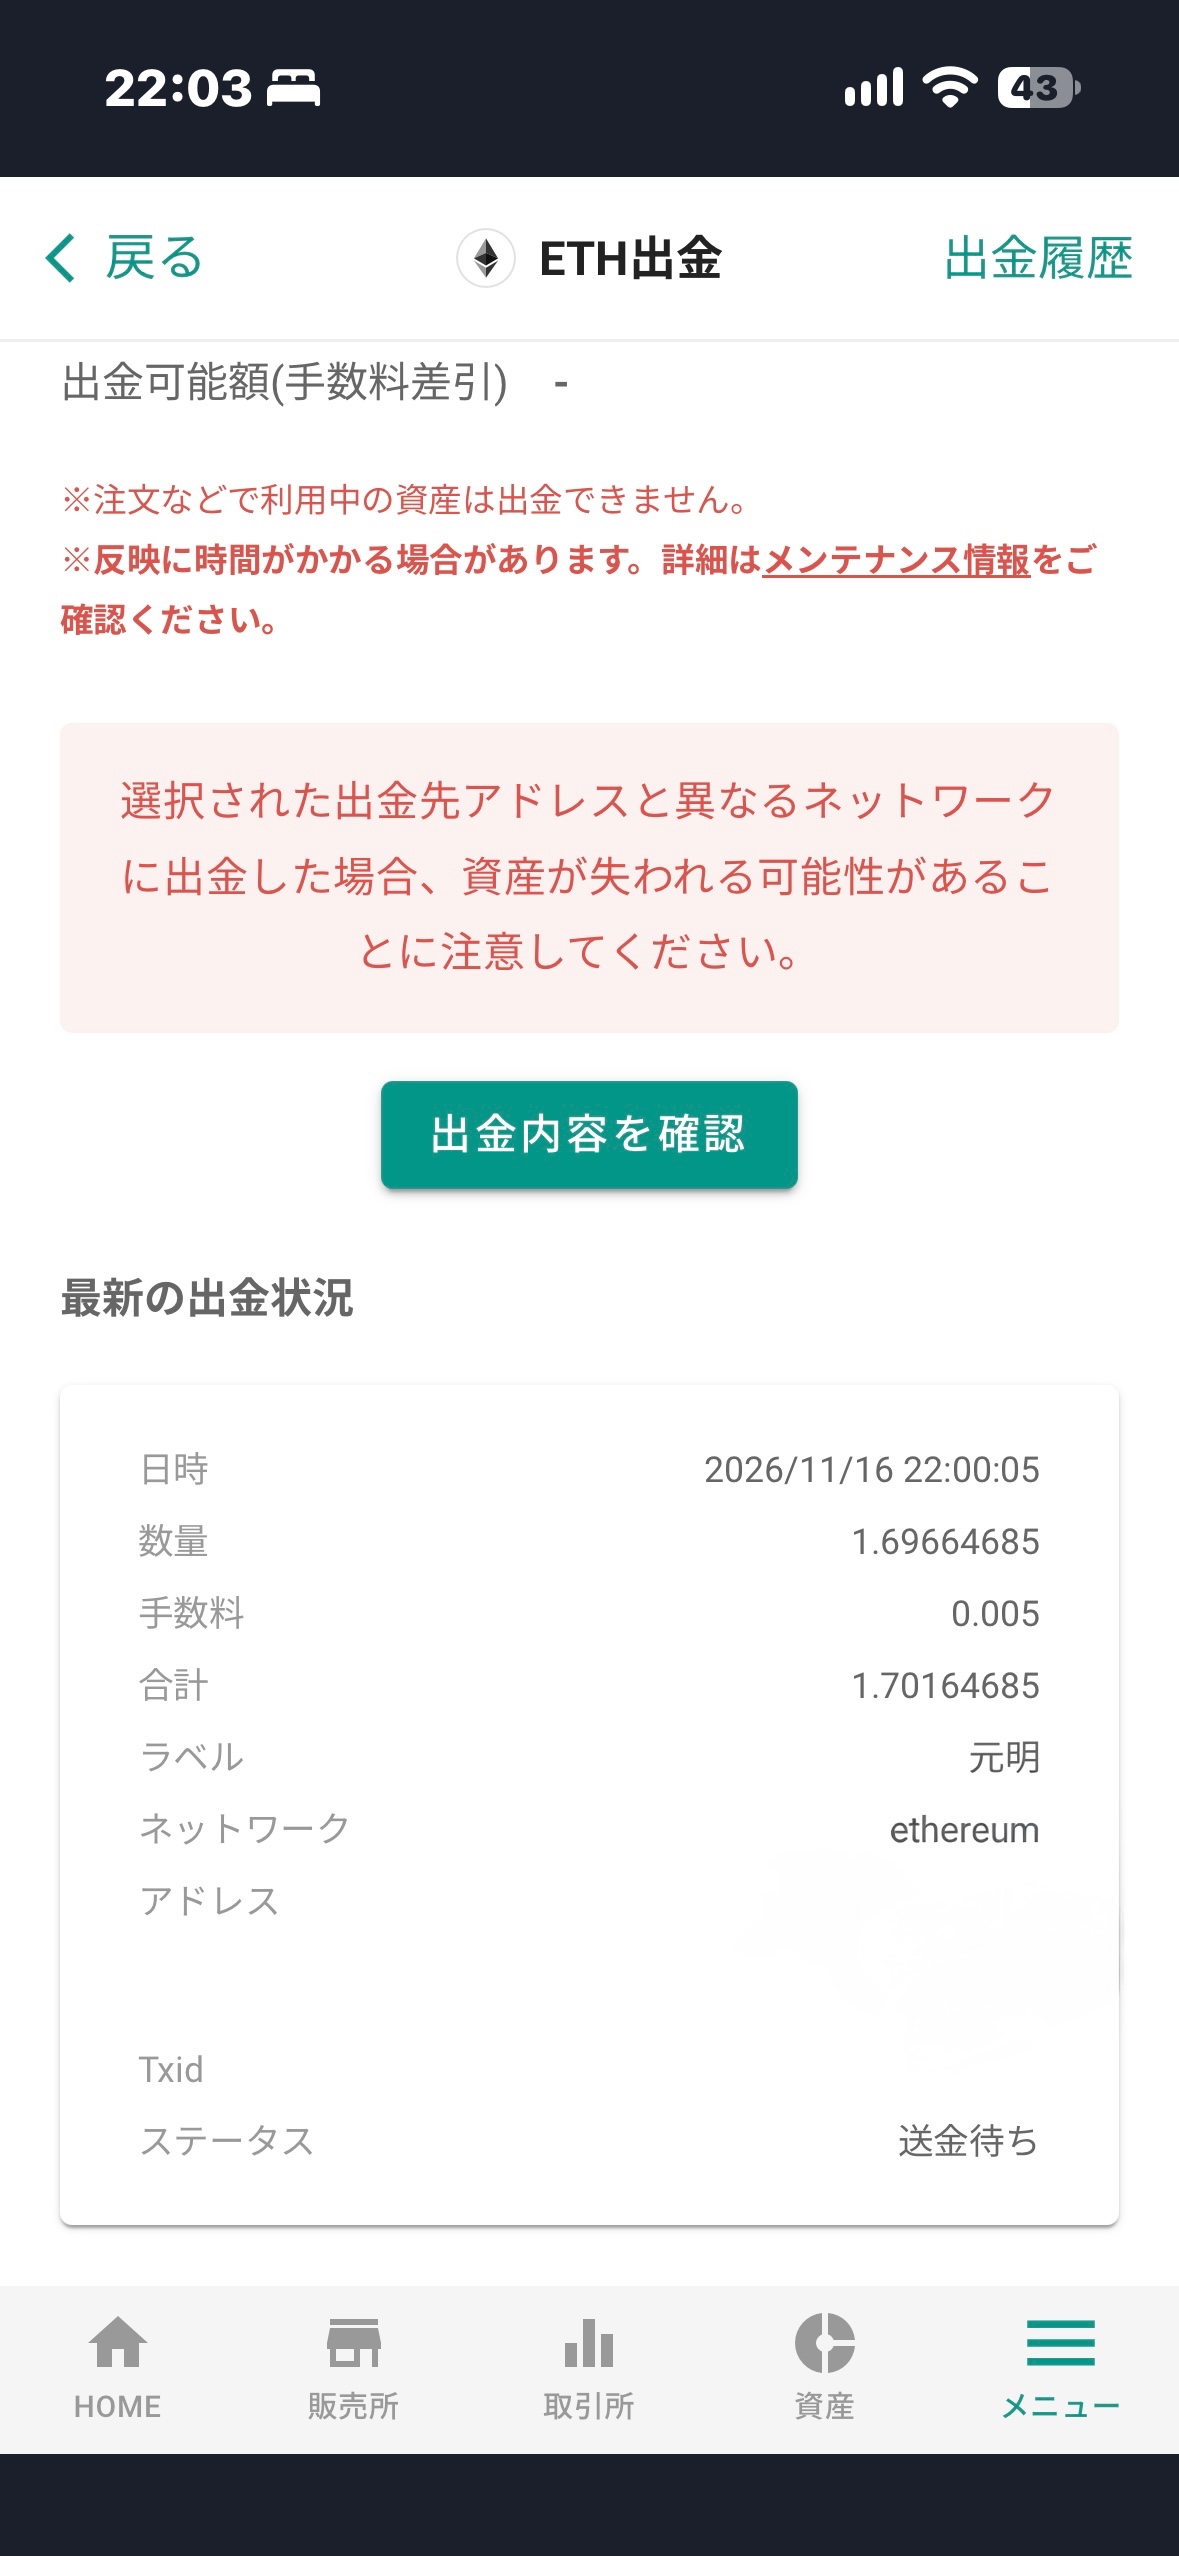 22:03
43
戻る
ETH出金
出金履歴
出金可能額(手数料差引) -
※注文などで利用中の資産は出金できません。
※反映に時間がかかる場合があります。詳細はメンテナンス情報をご
確認ください。
選択された出金先アドレスと異なるネットワーク
に出金した場合、資産が失われる可能性があるこ
とに注意してください。
出金内容を確認
最新の出金状況
日時 2026/11/16 22:00:05
数量 1.69664685
手数料 0.005
合計 1.70164685
ラベル 元明
ネットワーク ethereum
アドレス
Txid
ステータス 送金待ち
HOME 販売所 取引所 資産 メニュー